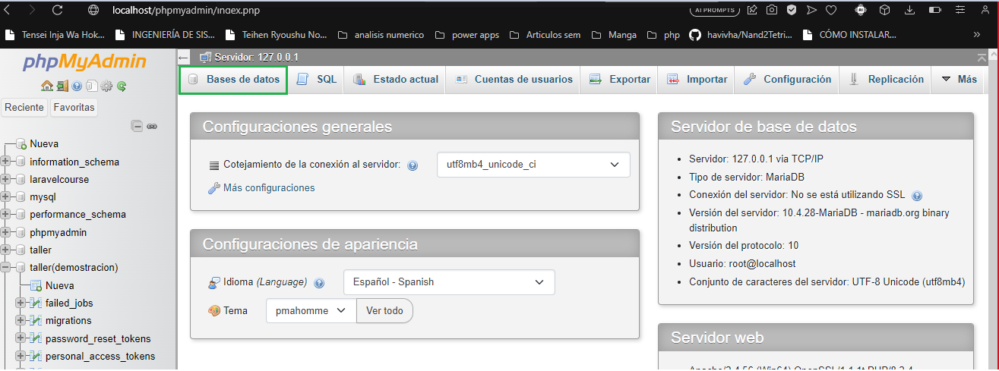 localhost/phpmyadmin/index.php
AI PROMPTS
Tensei Inja Wa Hok...
INGENIERÍA DE SIS...
Teihen Ryoushu No...
analisis numerico
power apps
Articulos sem
Manga
php
havivha/Nand2Tetri...
CÓMO INSTALAR...
»
phpMyAdmin
Reciente
Favoritas
Nueva
information_schema
laravelcourse
mysql
performance_schema
phpmyadmin
taller
taller(demostracion)
Nueva
failed_jobs
migrations
password_reset_tokens
personal_access_tokens
Servidor: 127.0.0.1
Bases de datos
SQL
Estado actual
Cuentas de usuarios
Exportar
Importar
Configuración
Replicación
Más
Configuraciones generales
Cotejamiento de la conexión al servidor:
utf8mb4_unicode_ci
Más configuraciones
Configuraciones de apariencia
Idioma (Language)
Español - Spanish
Tema
pmahomme
Ver todo
Servidor de base de datos
• Servidor: 127.0.0.1 via TCP/IP
• Tipo de servidor: MariaDB
• Conexión del servidor: No se está utilizando SSL
• Versión del servidor: 10.4.28-MariaDB - mariadb.org binary
distribution
• Versión del protocolo: 10
• Usuario: root@localhost
• Conjunto de caracteres del servidor: UTF-8 Unicode (utf8mb4)
Servidor web